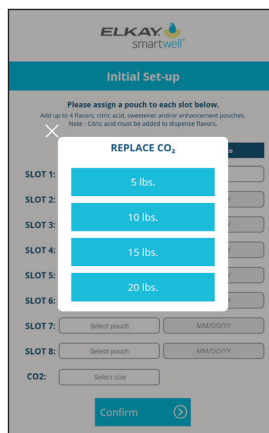 ELKAY
smartwell
Initial Set-up
Please assign a pouch to each slot below.
Add up to 4 flavors, citric acid, sweetener and/or enhancement pouches.
Note - Citric acid must be added to dispense flavors.
REPLACE CO₂
SLOT 1:
5 lbs.
SLOT 2:
10 lbs.
SLOT 3:
SLOT 4:
15 lbs.
SLOT 5:
20 lbs.
SLOT 6:
SLOT 7: Select pouch MM/DD/YY
SLOT 8: Select pouch MM/DD/YY
CO2: Select size
Confirm